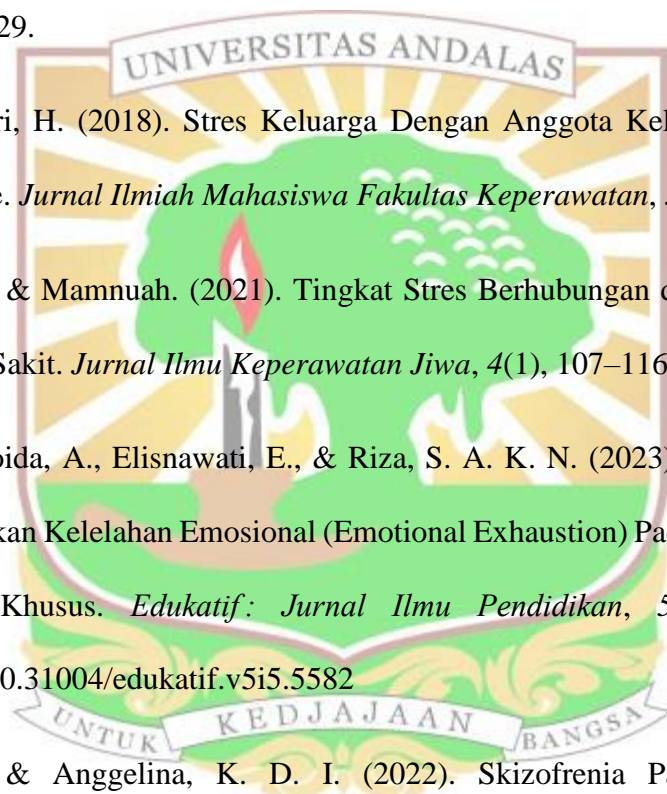 29.
UNIVERSITAS ANDALAS
ri, H. (2018). Stres Keluarga Dengan Anggota Kel
e. Jurnal Ilmiah Mahasiswa Fakultas Keperawatan,
& Mamnuah. (2021). Tingkat Stres Berhubungan d
Sakit. Jurnal Ilmu Keperawatan Jiwa, 4(1), 107–116
ida, A., Elisnawati, E., & Riza, S. A. K. N. (2023)
kan Kelelahan Emosional (Emotional Exhaustion) Pa
Khusus. Edukatif : Jurnal Ilmu Pendidikan, 5
0.31004/edukatif.v5i5.5582
UNTUK KEDJAJAAN BANGSA
& Anggelina, K. D. I. (2022). Skizofrenia Pa